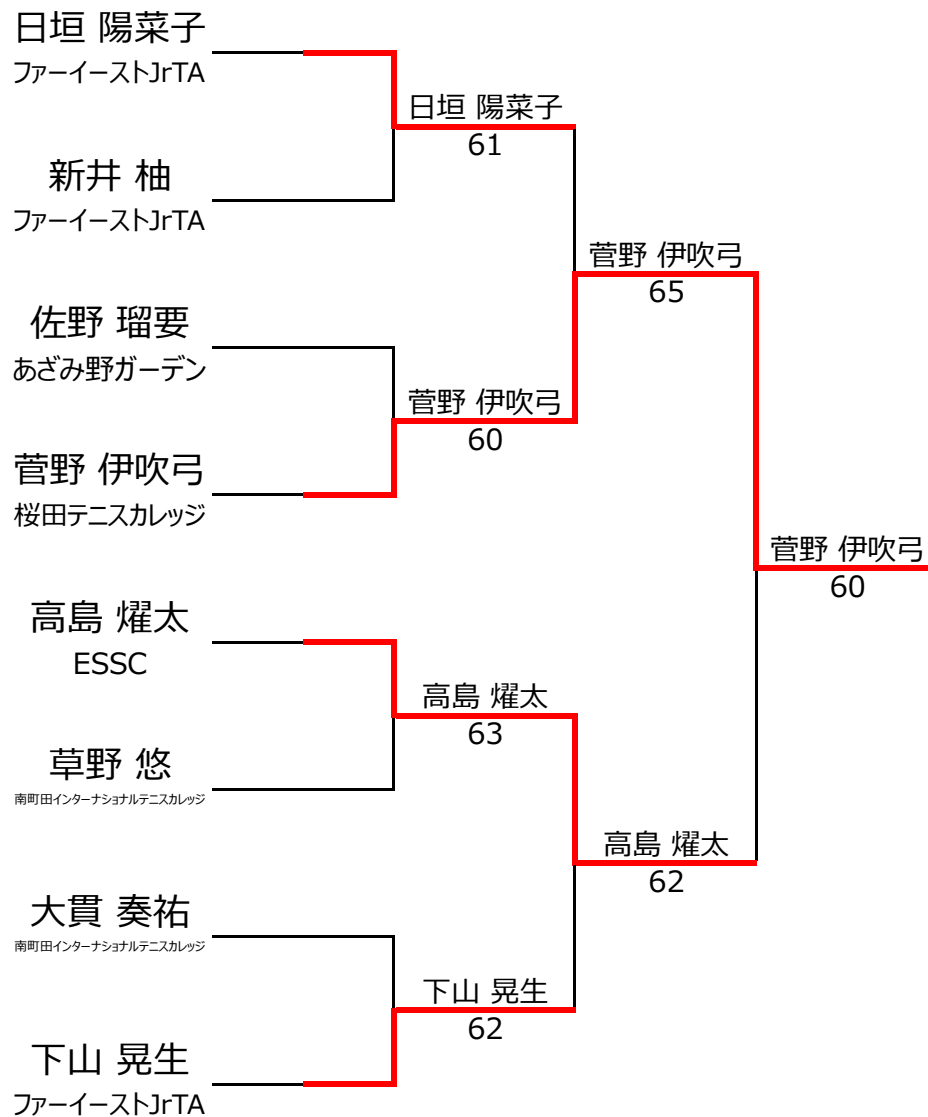 日垣 陽菜子
ファーイーストJrTA
日垣 陽菜子
61
新井 柚
ファーイーストJrTA
菅野 伊吹弓
65
佐野 瑠要
あざみ野ガーデン
菅野 伊吹弓
60
菅野 伊吹弓
桜田テニスカレッジ
菅野 伊吹弓
60
高島 燿太
ESSC
高島 燿太
63
草野 悠
南町田インターナショナルテニスカレッジ
高島 燿太
62
大貫 奏祐
南町田インターナショナルテニスカレッジ
下山 晃生
62
下山 晃生
ファーイーストJrTA